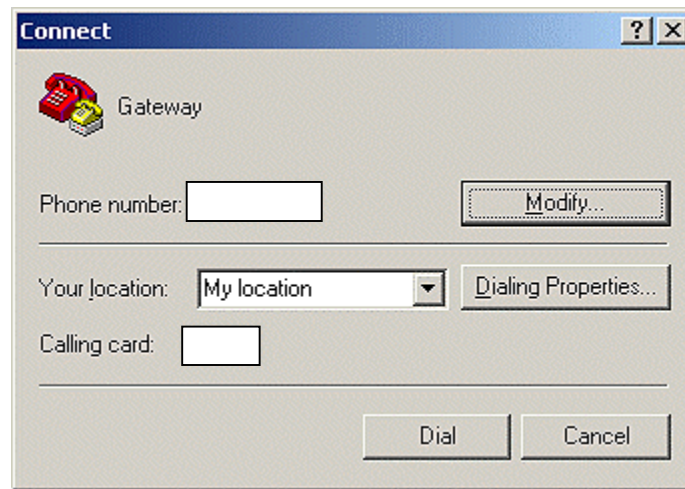 Connect ? X
Gateway
Phone number: Modify...
Your location: My location Dialing Properties...
Calling card:
Dial Cancel